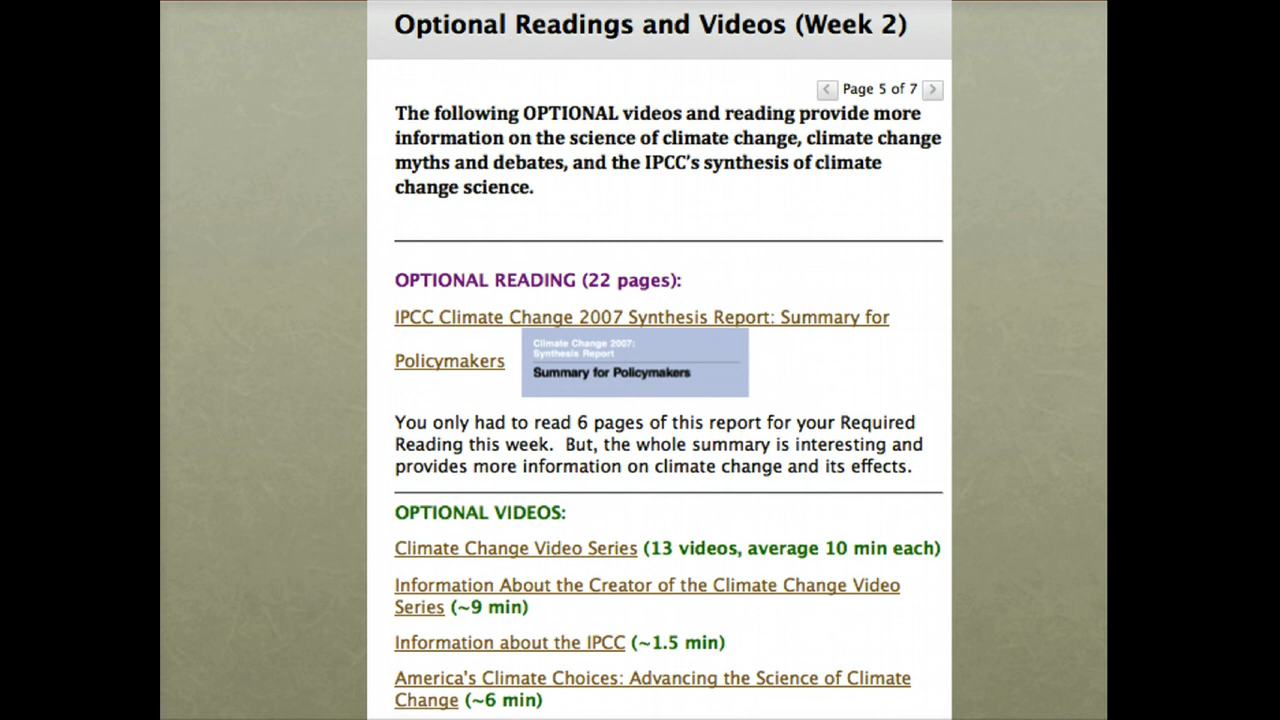 Optional Readings and Videos (Week 2)
Page 5 of 7
The following OPTIONAL videos and reading provide more
information on the science of climate change, climate change
myths and debates, and the IPCC's synthesis of climate
change science.
OPTIONAL READING (22 pages):
IPCC Climate Change 2007 Synthesis Report: Summary for
Policymakers
Climate Change 2007:
Synthesis Report
Summary for Policymakers
You only had to read 6 pages of this report for your Required
Reading this week.  But, the whole summary is interesting and
provides more information on climate change and its effects.
OPTIONAL VIDEOS:
Climate Change Video Series (13 videos, average 10 min each)
Information About the Creator of the Climate Change Video
Series (~9 min)
Information about the IPCC (~1.5 min)
America's Climate Choices: Advancing the Science of Climate
Change (~6 min)